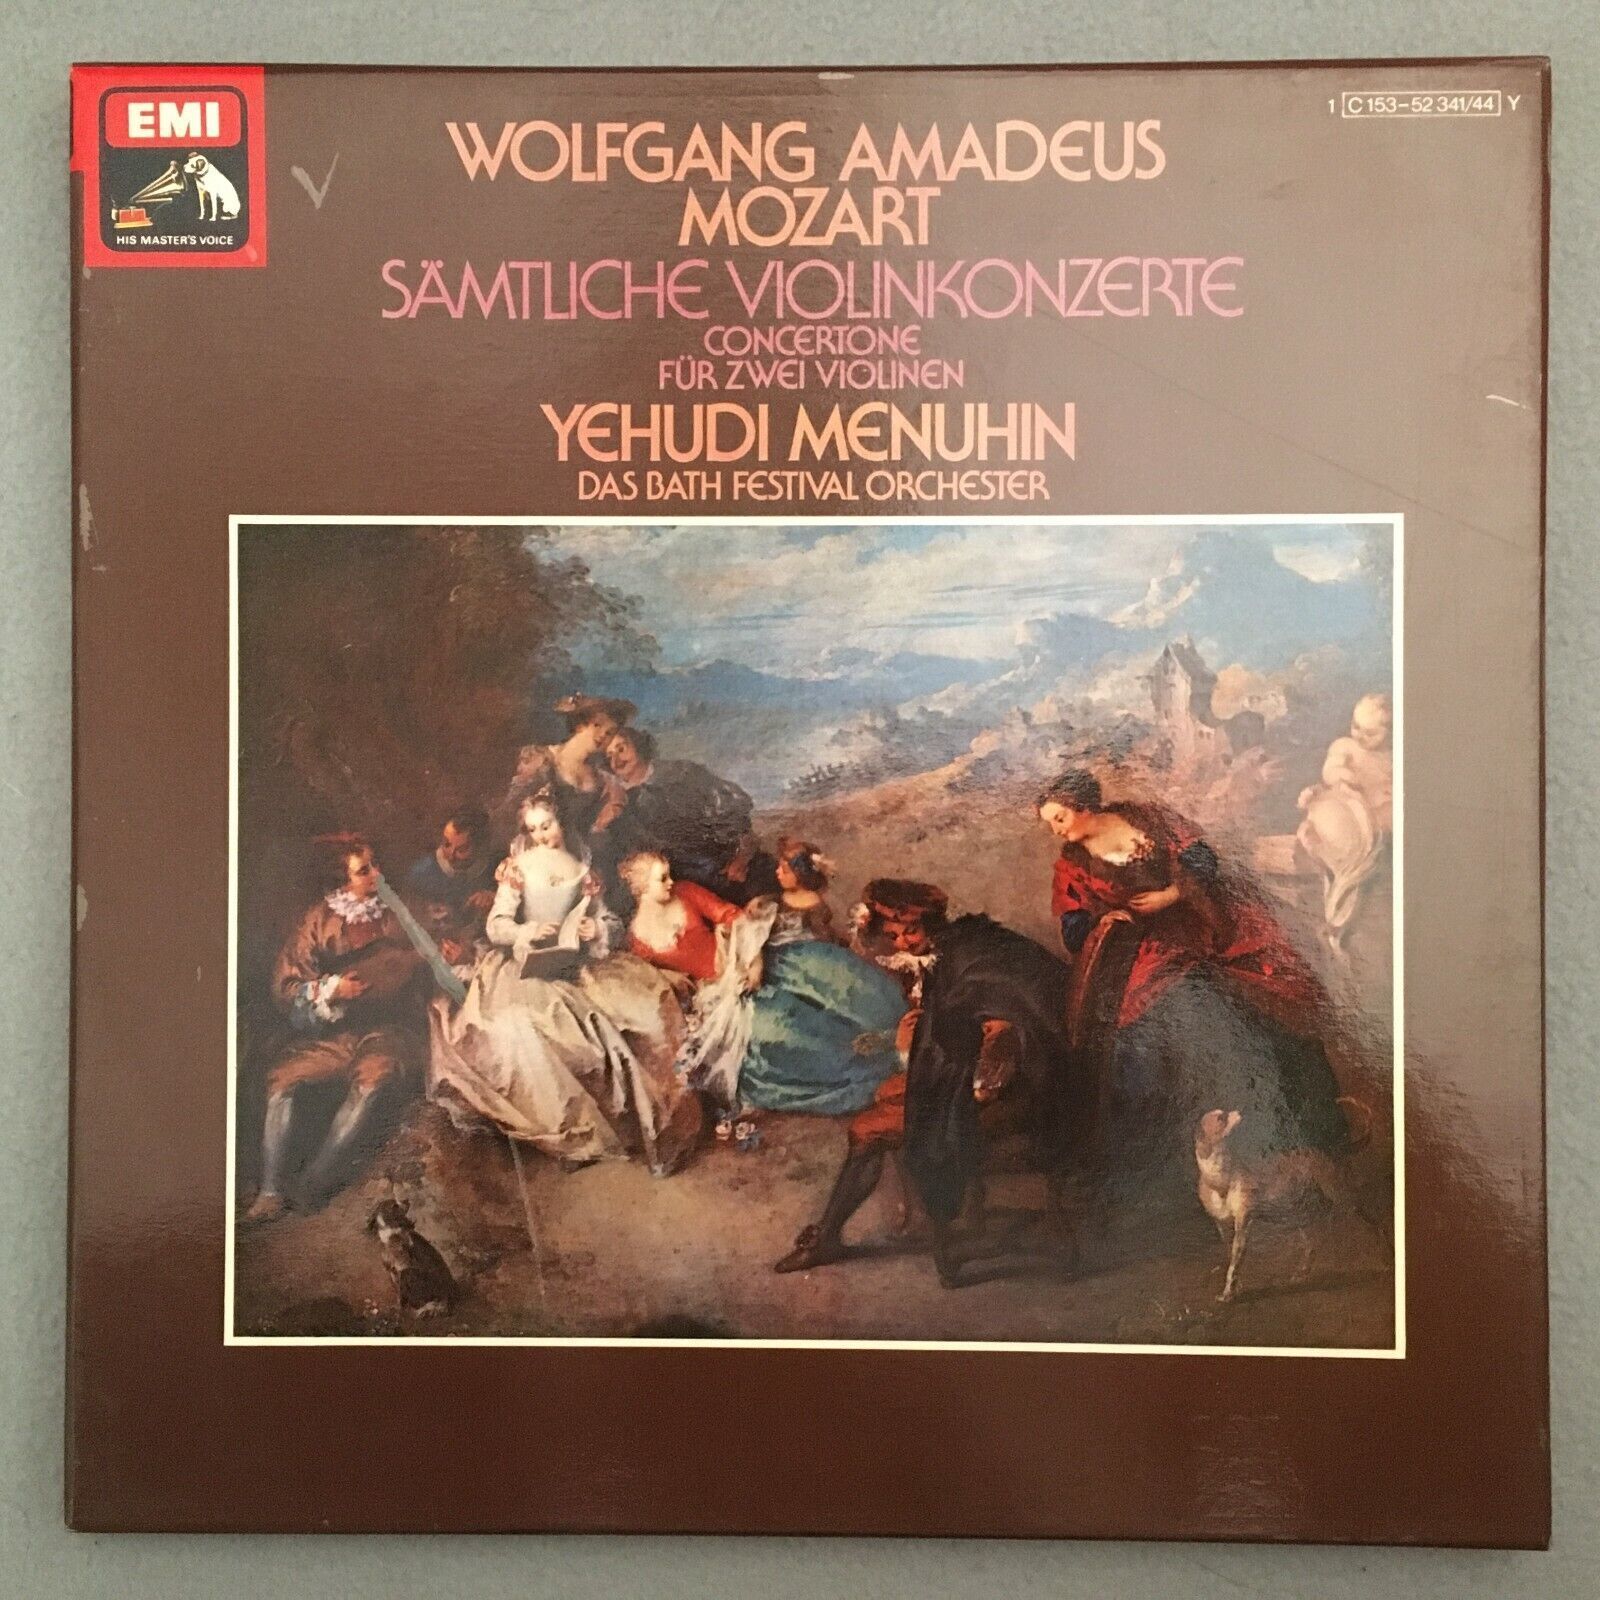 EMI
HIS MASTER'S VOICE
1 C 153-52 341/44 Y
WOLFGANG AMADEUS
MOZART
SÄMTLICHE VIOLINKONZERTE
CONCERTONE
FÜR ZWEI VIOLINEN
YEHUDI MENUHIN
DAS BATH FESTIVAL ORCHESTER